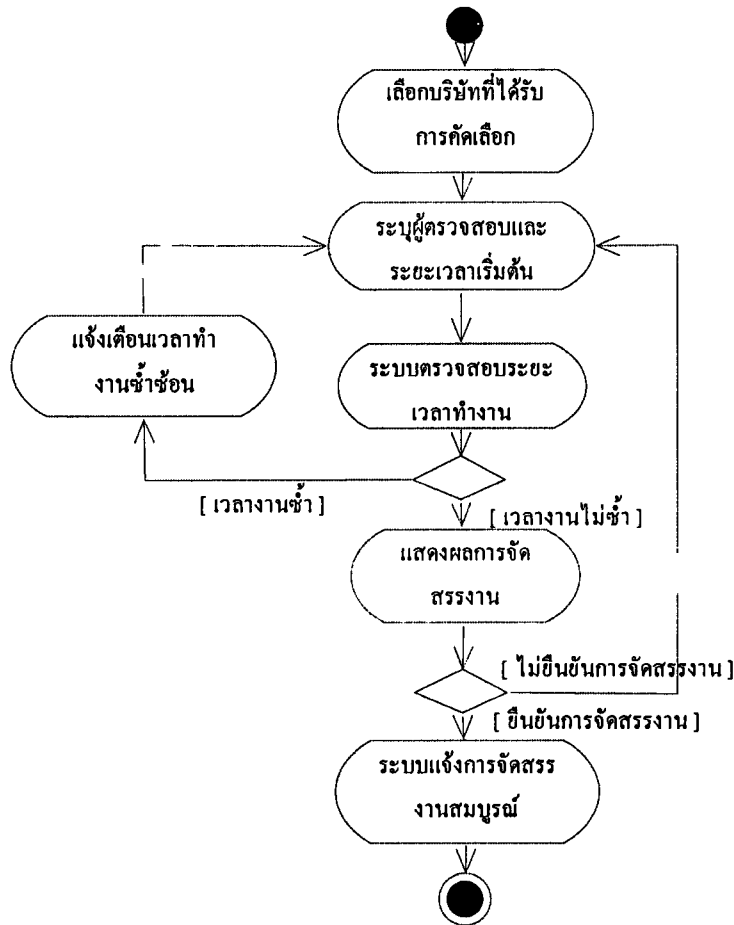 เลือกบริษัทที่ได้รับ
การคัดเลือก
ระบุผู้ตรวจสอบและ
ระยะเวลาเริ่มต้น
แจ้งเตือนเวลาทำ
งานซ้ำซ้อน
ระบบตรวจสอบระยะ
เวลาทำงาน
[ เวลางานซ้ำ ]
[ เวลางานไม่ซ้ำ ]
แสดงผลการจัด
สรรงาน
[ ไม่ยืนยันการจัดสรรงาน ]
[ ยืนยันการจัดสรรงาน ]
ระบบแจ้งการจัดสรร
งานสมบูรณ์